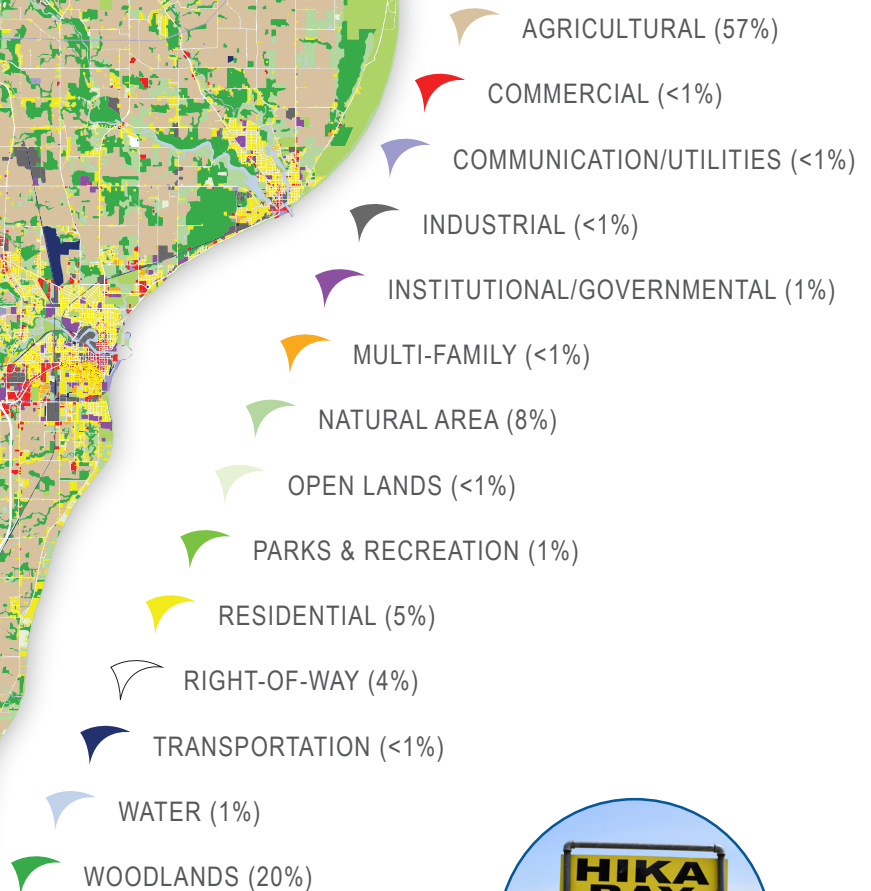 AGRICULTURAL (57%)
COMMERCIAL (<1%)
COMMUNICATION/UTILITIES (<1%)
INDUSTRIAL (<1%)
INSTITUTIONAL/GOVERNMENTAL (1%)
MULTI-FAMILY (<1%)
NATURAL AREA (8%)
OPEN LANDS (<1%)
PARKS & RECREATION (1%)
RESIDENTIAL (5%)
RIGHT-OF-WAY (4%)
TRANSPORTATION (<1%)
WATER (1%)
WOODLANDS (20%)
HIKA
BAY